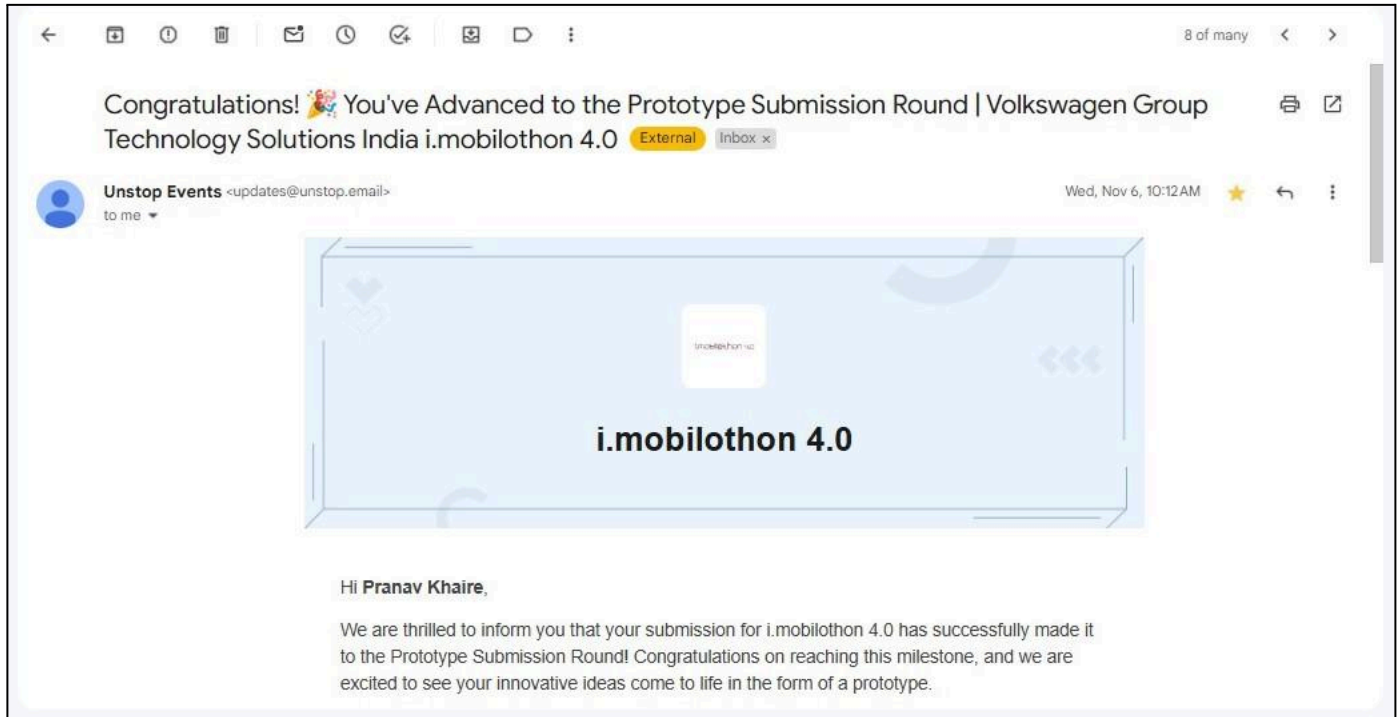 8 of many
Congratulations! 🎉 You've Advanced to the Prototype Submission Round | Volkswagen Group
Technology Solutions India i.mobilothon 4.0 External Inbox x
Unstop Events <updates@unstop.email>
Wed, Nov 6, 10:12 AM
to me
i.mobilothon 4.0
Hi Pranav Khaire,
We are thrilled to inform you that your submission for i.mobilothon 4.0 has successfully made it
to the Prototype Submission Round! Congratulations on reaching this milestone, and we are
excited to see your innovative ideas come to life in the form of a prototype.